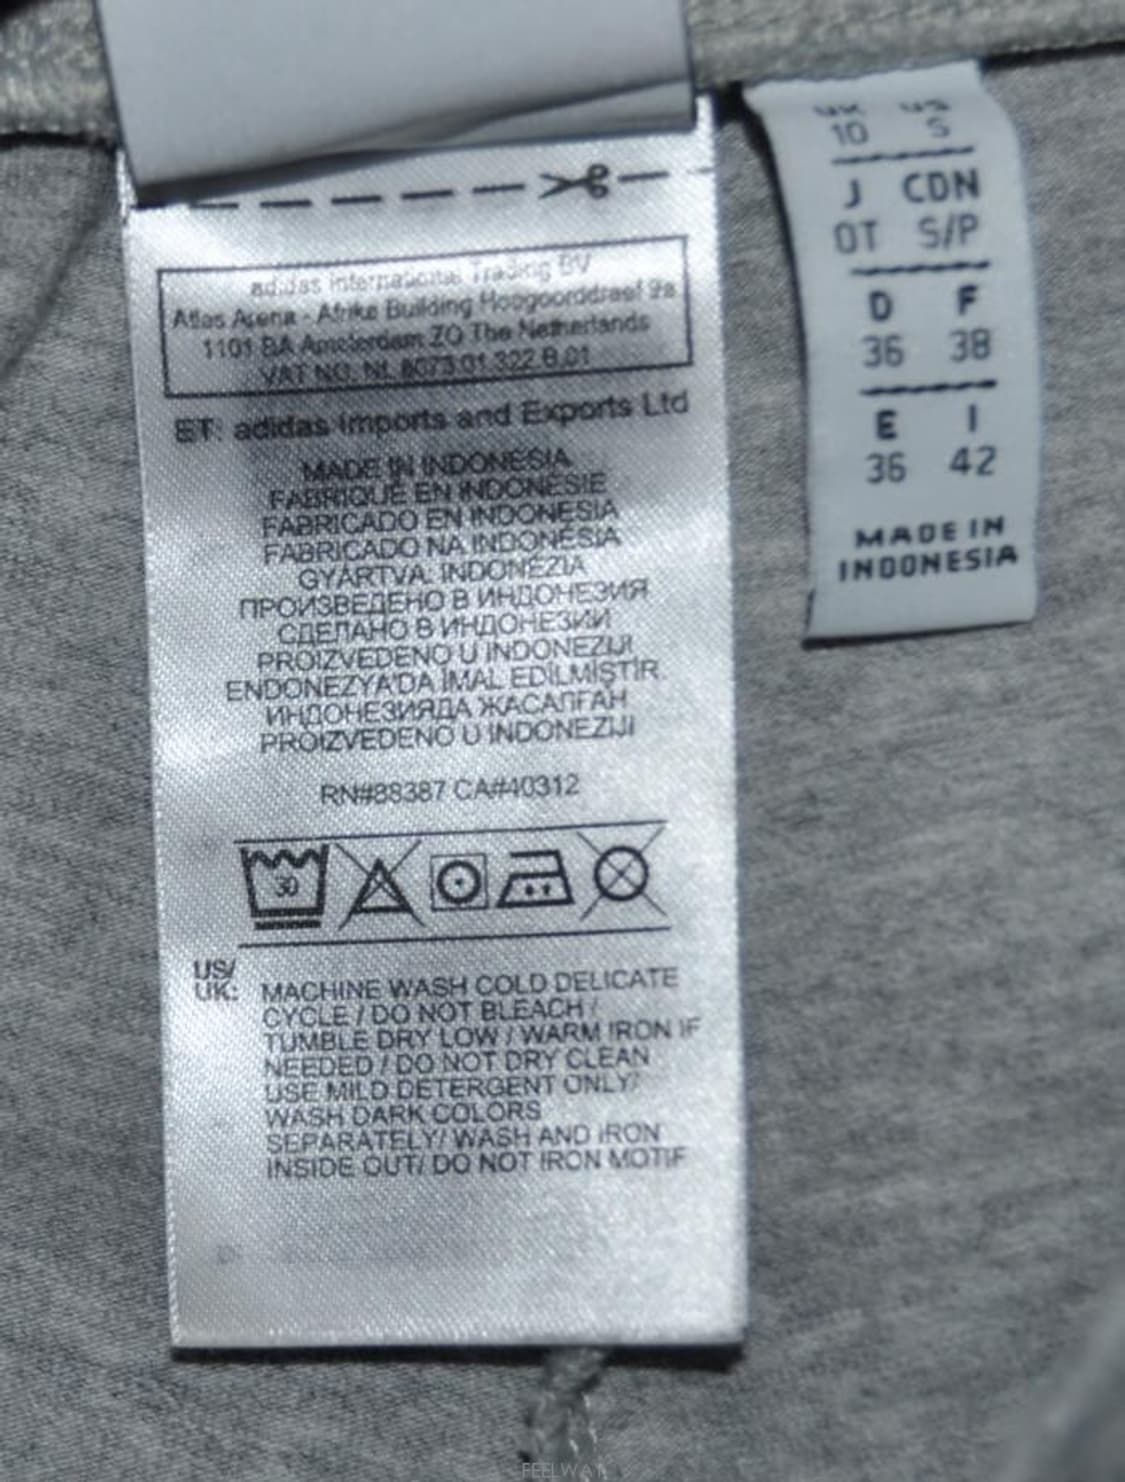 adidas International Trading BV
Atlas Arena - Afrika Building Hoogoorddreef 9a
1101 BA Amsterdam ZO The Netherlands
VAT NO. NL 8073.01.322.B.01
ET: adidas Imports and Exports Ltd
MADE IN INDONESIA
FABRIQUÉ EN INDONÉSIE
FABRICADO EN INDONESIA
FABRICADO NA INDONÉSIA
GYÁRTVA: INDONÉZIA
ПРОИЗВЕДЕНО В ИНДОНЕЗИЯ
СДЕЛАНО В ИНДОНЕЗИИ
PROIZVEDENO U INDONEZIJI
ENDONEZYA'DA İMAL EDİLMİŞTİR.
ИНДОНЕЗИЯДА ЖАСАЛҒАН
PROIZVEDENO U INDONEZIJI
RN#88387 CA#40312
30
US/
UK: MACHINE WASH COLD DELICATE
CYCLE / DO NOT BLEACH /
TUMBLE DRY LOW / WARM IRON IF
NEEDED / DO NOT DRY CLEAN
USE MILD DETERGENT ONLY/
WASH DARK COLORS
SEPARATELY/ WASH AND IRON
INSIDE OUT/ DO NOT IRON MOTIF
UK US
10 S
J CDN
OT S/P
D F
36 38
E I
36 42
MADE IN
INDONESIA